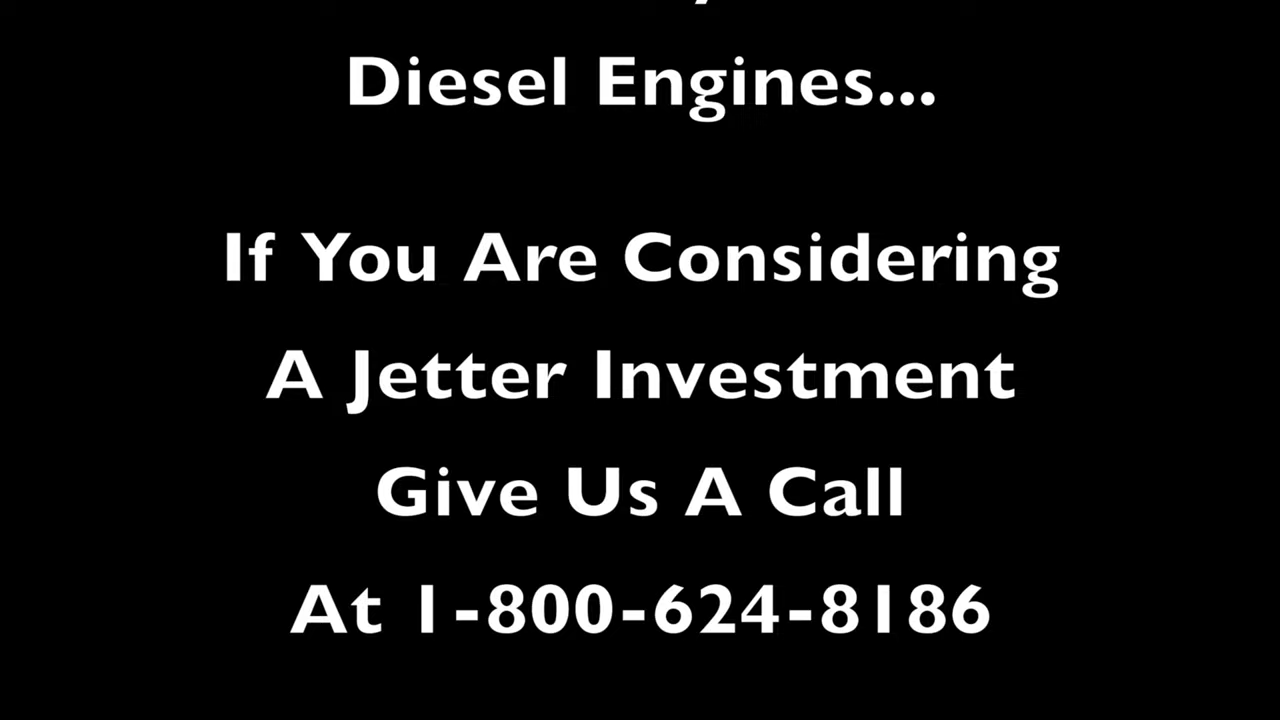 Diesel Engines...
If You Are Considering
A Jetter Investment
Give Us A Call
At 1-800-624-8186